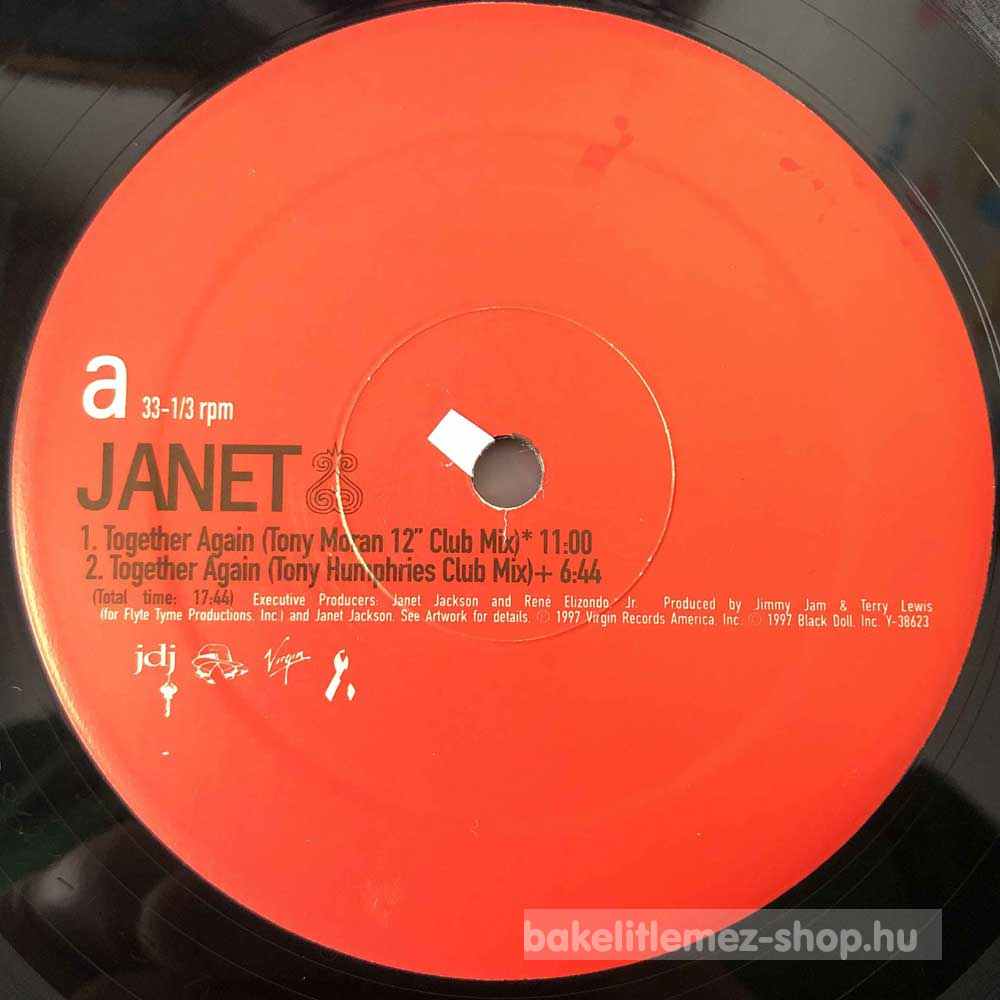 a 33-1/3 rpm
JANET
1. Together Again (Tony Moran 12" Club Mix)* 11:00
2. Together Again (Tony Humphries Club Mix)+ 6:44
(Total time: 17:44) Executive Producers: Janet Jackson and René Elizondo Jr. Produced by Jimmy Jam & Terry Lewis
(for Flyte Tyme Productions, Inc.) and Janet Jackson. See Artwork for details. ℗ 1997 Virgin Records America, Inc. © 1997 Black Doll, Inc. Y-38623
jdj Virgin
bakelitlemez-shop.hu